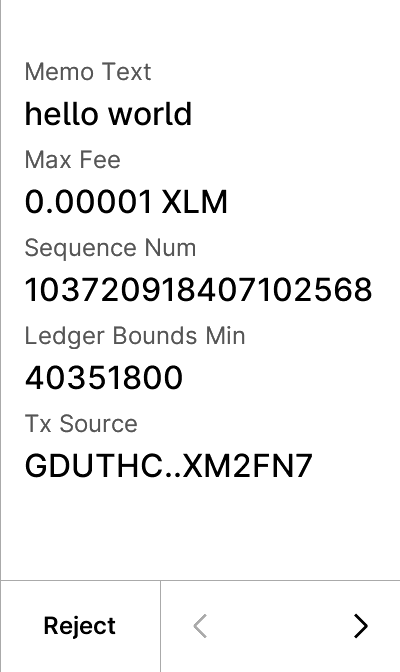 Memo Text
hello world
Max Fee
0.00001 XLM
Sequence Num
103720918407102568
Ledger Bounds Min
40351800
Tx Source
GDUTHC..XM2FN7
Reject